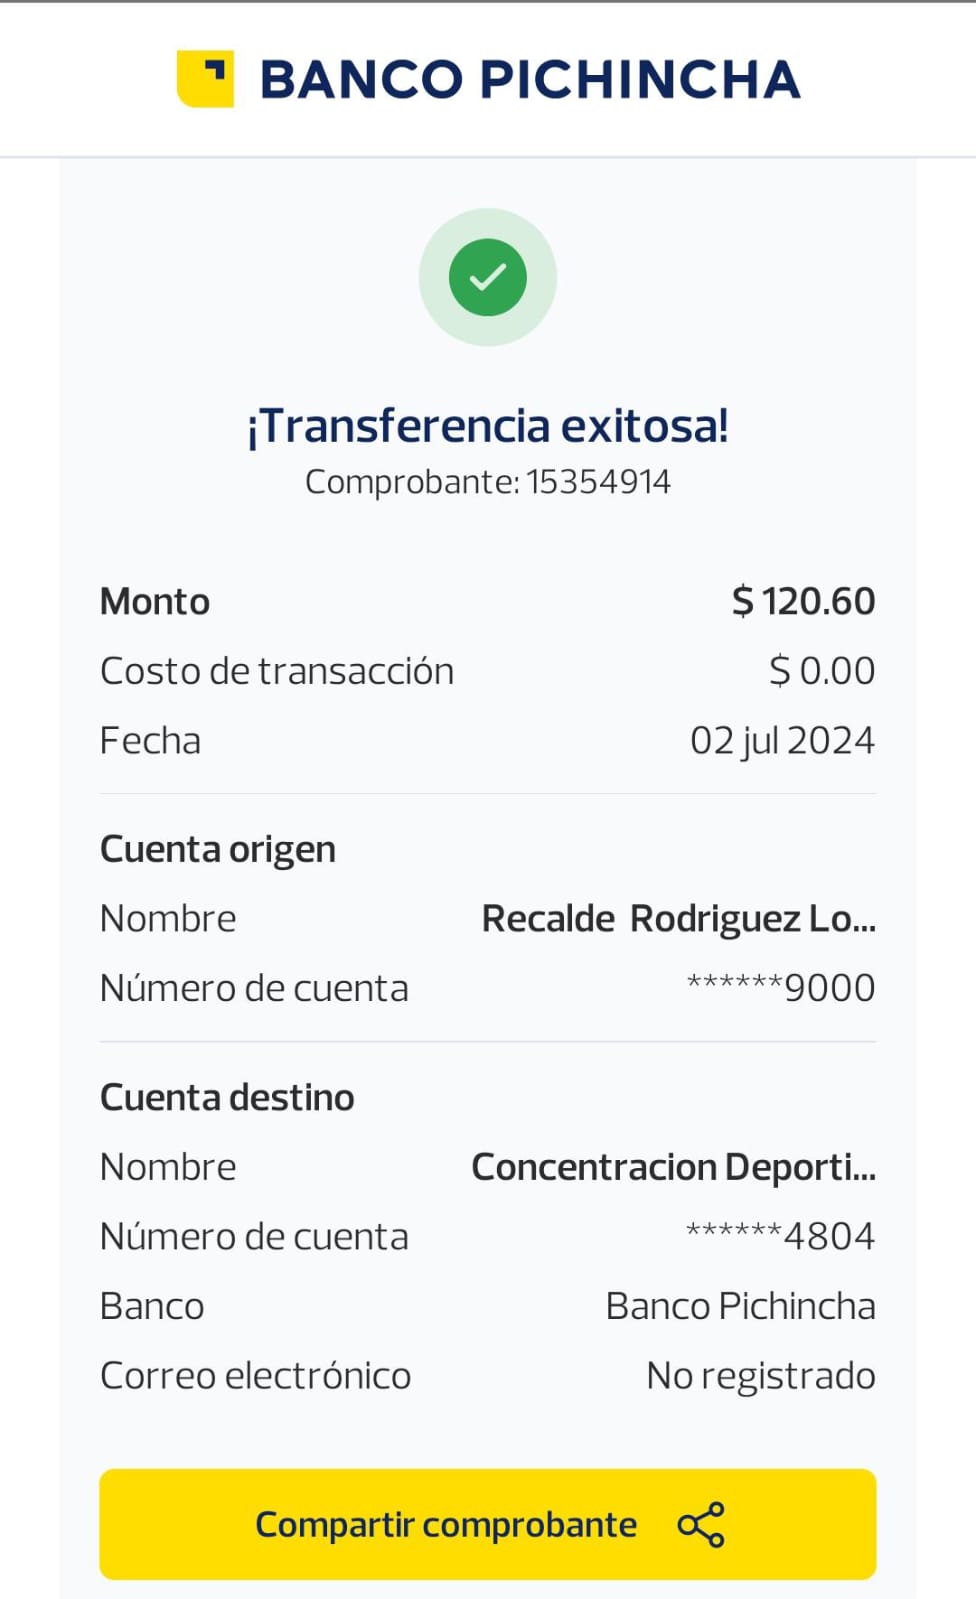 BANCO PICHINCHA
¡Transferencia exitosa!
Comprobante: 15354914
Monto $ 120.60
Costo de transacción $ 0.00
Fecha 02 jul 2024
Cuenta origen
Nombre Recalde Rodriguez Lo...
Número de cuenta ******9000
Cuenta destino
Nombre Concentracion Deporti...
Número de cuenta ******4804
Banco Banco Pichincha
Correo electrónico No registrado
Compartir comprobante